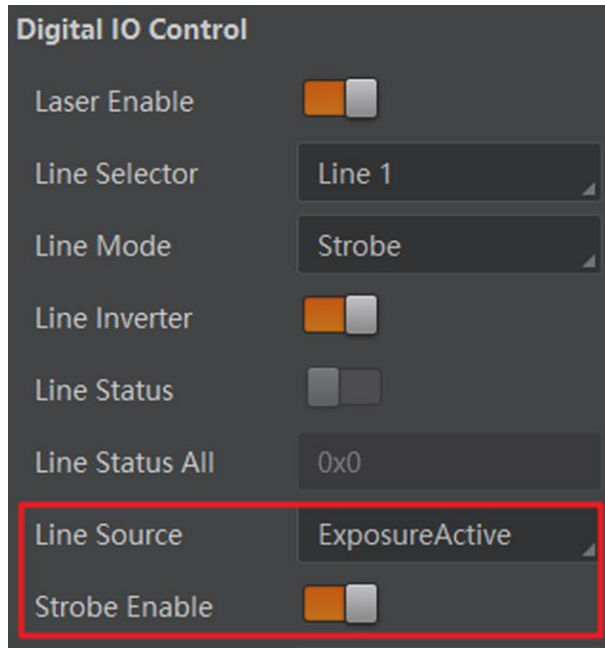 Digital IO Control
Laser Enable
Line Selector Line 1
Line Mode Strobe
Line Inverter
Line Status
Line Status All 0x0
Line Source ExposureActive
Strobe Enable